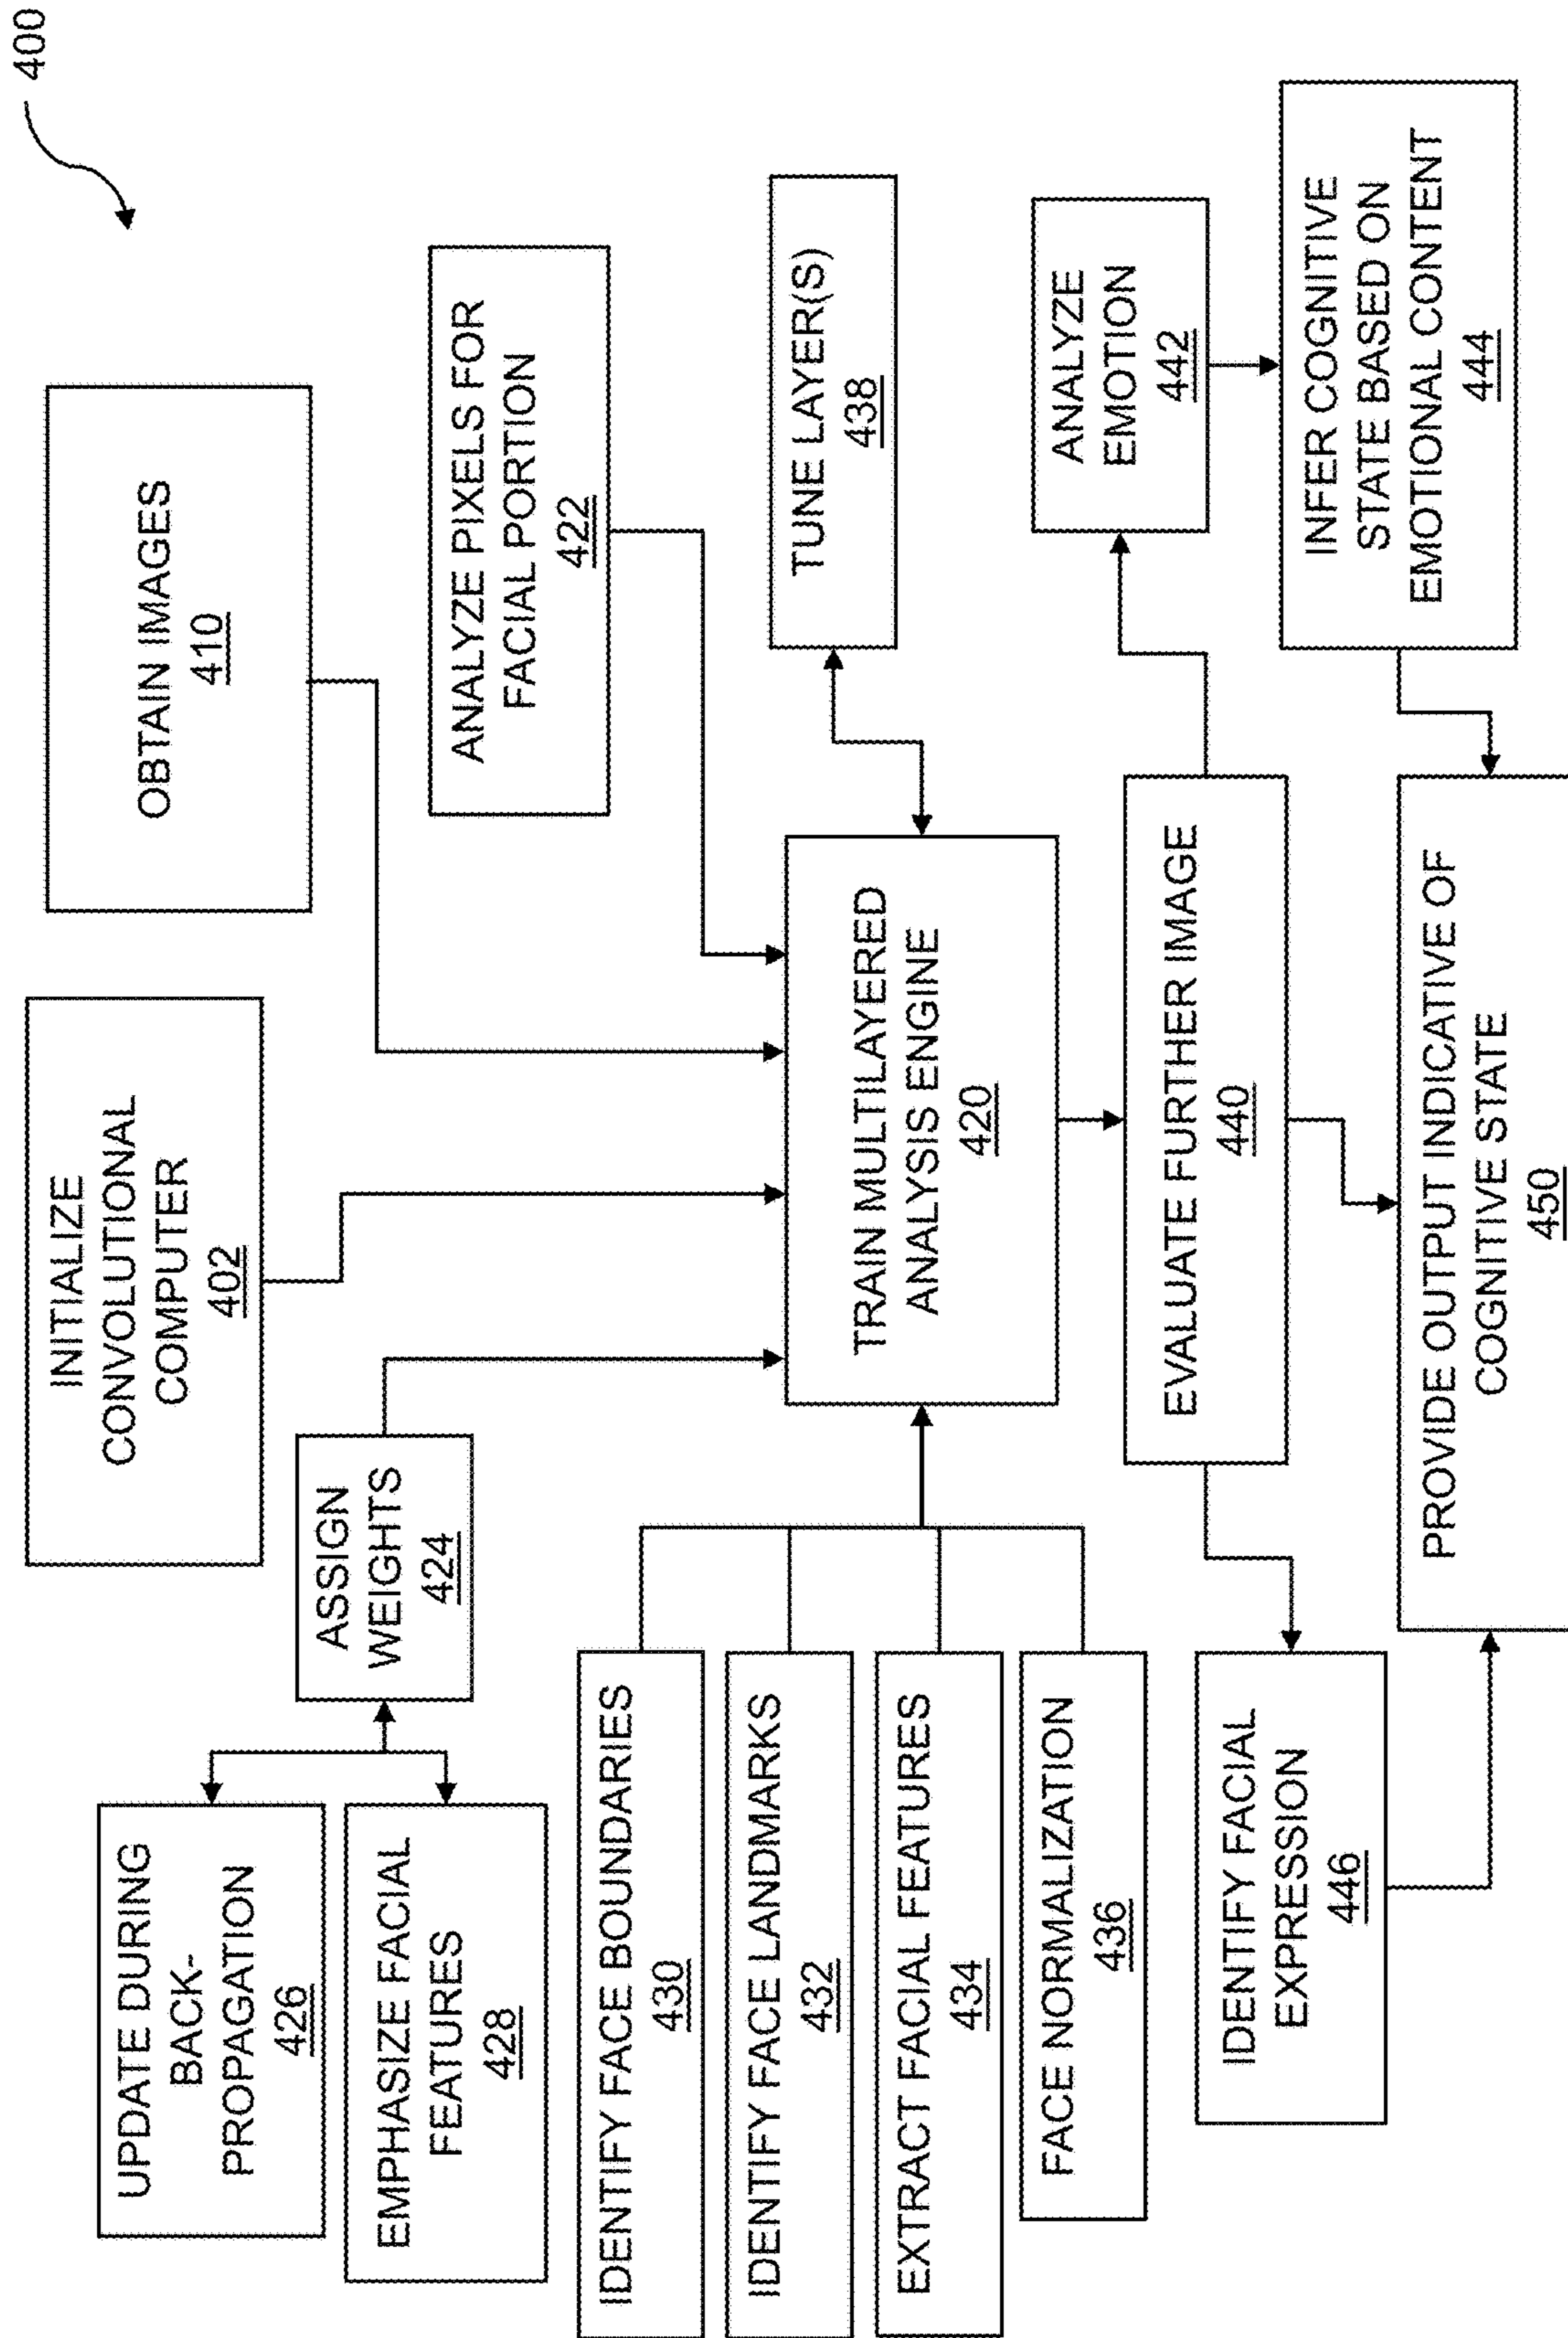 400
INITIALIZE
CONVOLUTIONAL
COMPUTER
402
OBTAIN IMAGES
410
UPDATE DURING
BACK-
PROPAGATION
426
EMPHASIZE FACIAL
FEATURES
428
ASSIGN
WEIGHTS
424
ANALYZE PIXELS FOR
FACIAL PORTION
422
IDENTIFY FACE BOUNDARIES
430
IDENTIFY FACE LANDMARKS
432
EXTRACT FACIAL FEATURES
434
FACE NORMALIZATION
436
TRAIN MULTILAYERED
ANALYSIS ENGINE
420
TUNE LAYER(S)
438
EVALUATE FURTHER IMAGE
440
ANALYZE
EMOTION
442
IDENTIFY FACIAL
EXPRESSION
446
INFER COGNITIVE
STATE BASED ON
EMOTIONAL CONTENT
444
PROVIDE OUTPUT INDICATIVE OF
COGNITIVE STATE
450